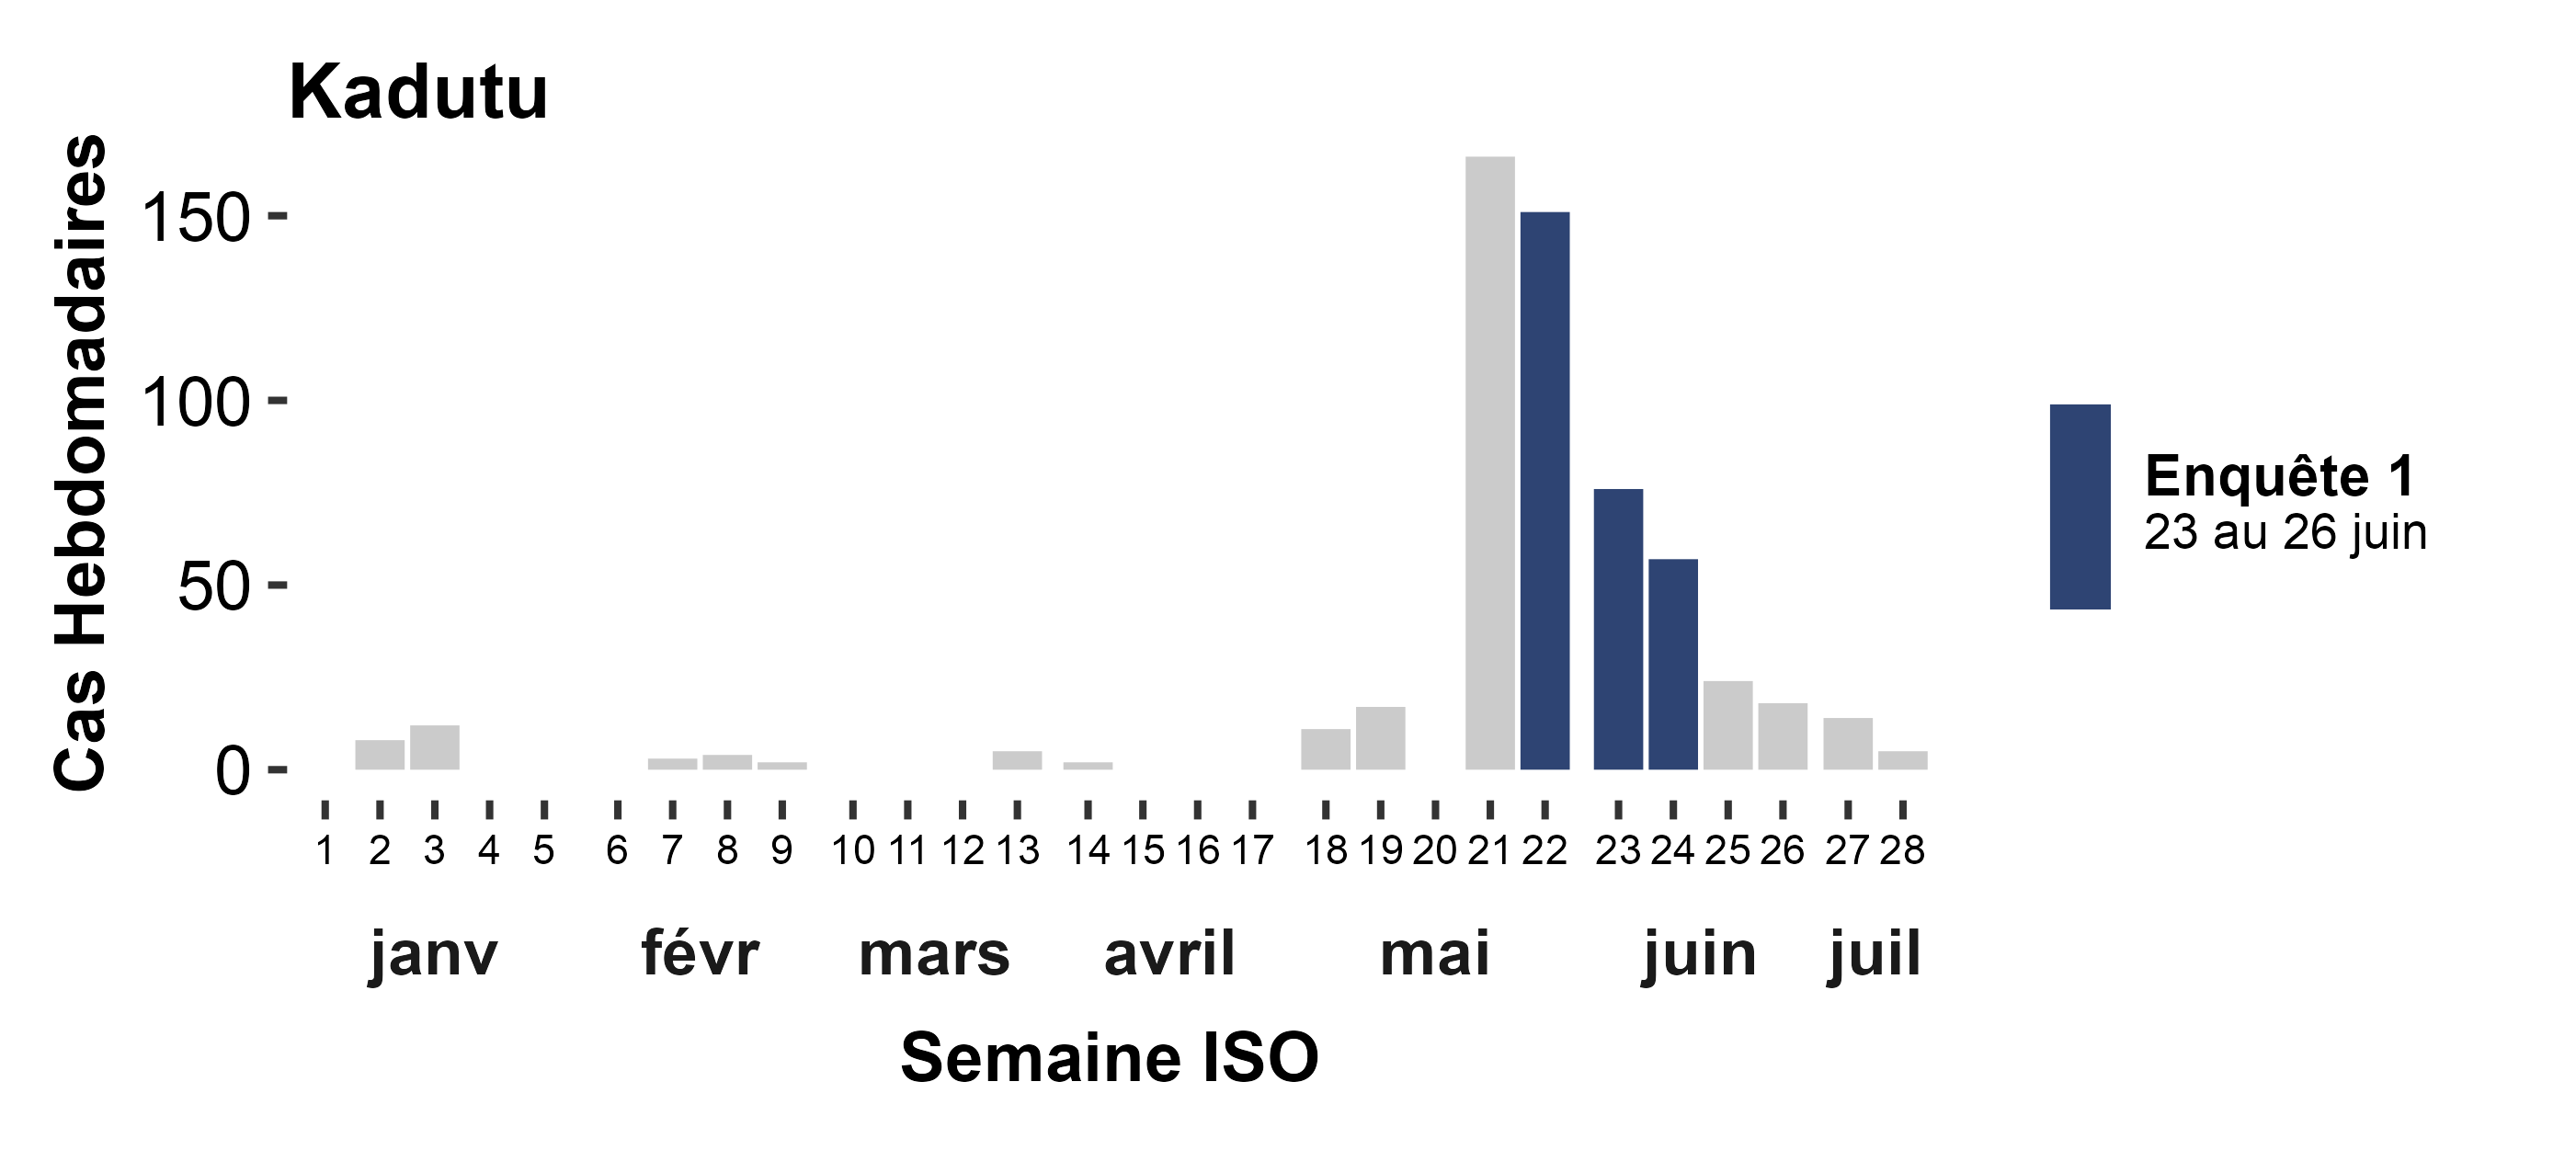 Kadutu
Cas Hebdomadaires
150
100
50
0
1 2 3 4 5 6 7 8 9 10 11 12 13 14 15 16 17 18 19 20 21 22 23 24 25 26 27 28
janv févr mars avril mai juin juil
Semaine ISO
Enquête 1
23 au 26 juin